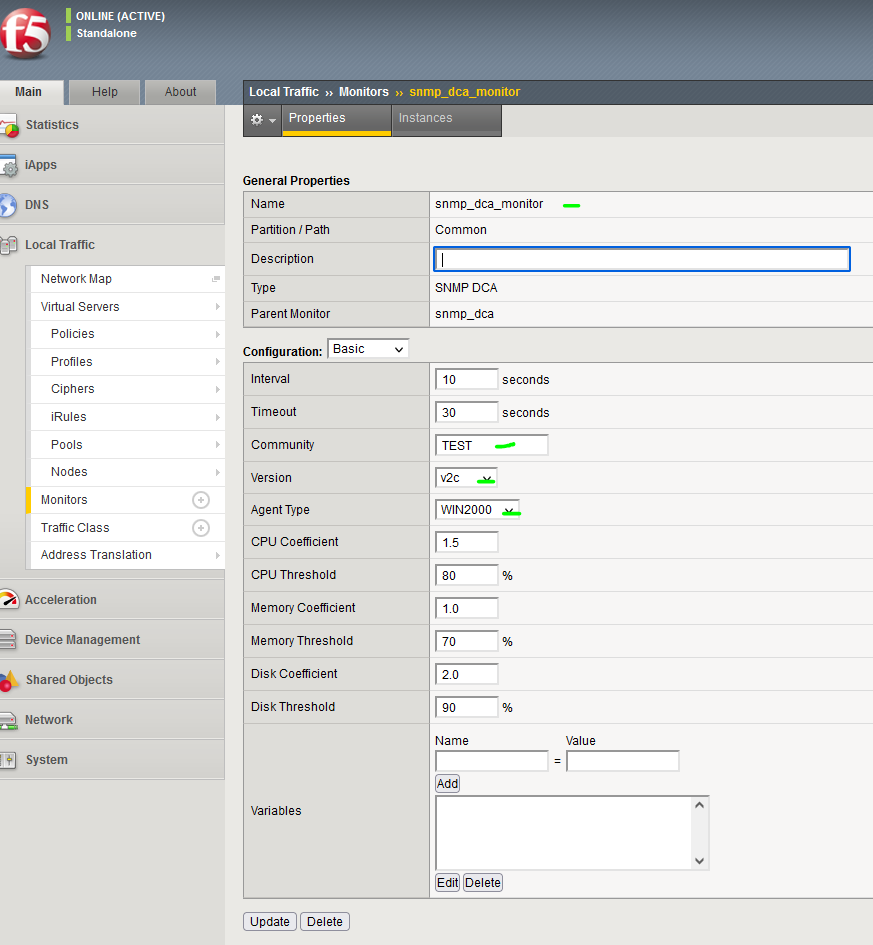 f5
ONLINE (ACTIVE)
Standalone
Main Help About
Statistics
iApps
DNS
Local Traffic
Network Map
Virtual Servers
Policies
Profiles
Ciphers
iRules
Pools
Nodes
Monitors
Traffic Class
Address Translation
Acceleration
Device Management
Shared Objects
Network
System
Local Traffic ›› Monitors ›› snmp_dca_monitor
Properties Instances
General Properties
Name snmp_dca_monitor
Partition / Path Common
Description
Type SNMP DCA
Parent Monitor snmp_dca
Configuration: Basic
Interval 10 seconds
Timeout 30 seconds
Community TEST
Version v2c
Agent Type WIN2000
CPU Coefficient 1.5
CPU Threshold 80 %
Memory Coefficient 1.0
Memory Threshold 70 %
Disk Coefficient 2.0
Disk Threshold 90 %
Variables
Name Value
=
Add
Edit Delete
Update Delete